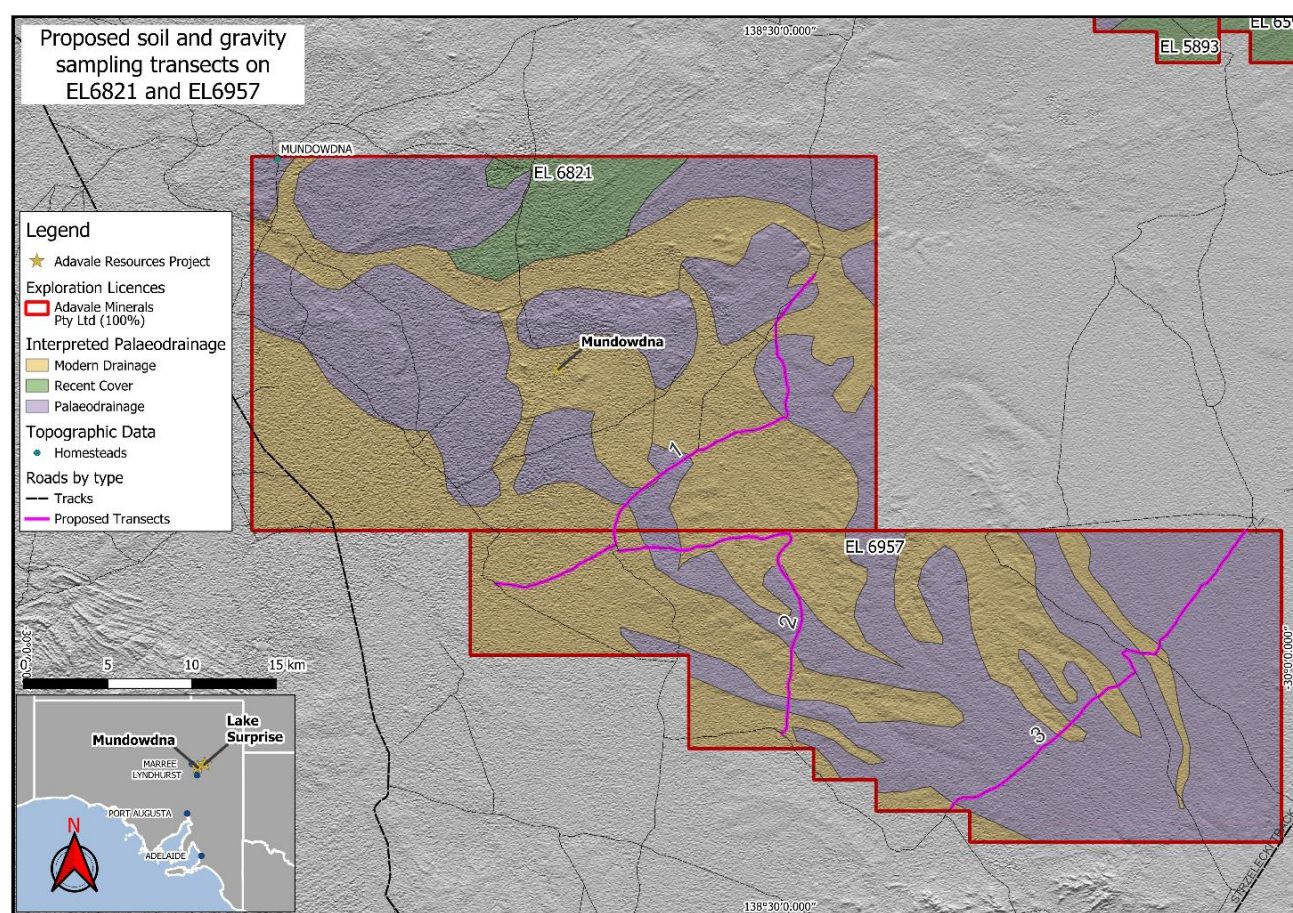 Proposed soil and gravity
sampling transects on
EL6821 and EL6957
138°30'0.000"
EL 5893
MUNDOWDNA
EL 6821
Legend
Adavale Resources Project
Exploration Licences
Adavale Minerals
Pty Ltd (100%)
Interpreted Palaeodrainage
Modern Drainage
Recent Cover
Palaeodrainage
Topographic Data
Homesteads
Roads by type
Tracks
Proposed Transects
Mundowdna
1
EL 6957
2
3
-30°0'0.000"
0 5 10 15 km
Lake
Surprise
Mundowdna
MARREE
LYNDHURST
PORT AUGUSTA
ADELAIDE
N
STRZELECKI TRACK
138°30'0.000"